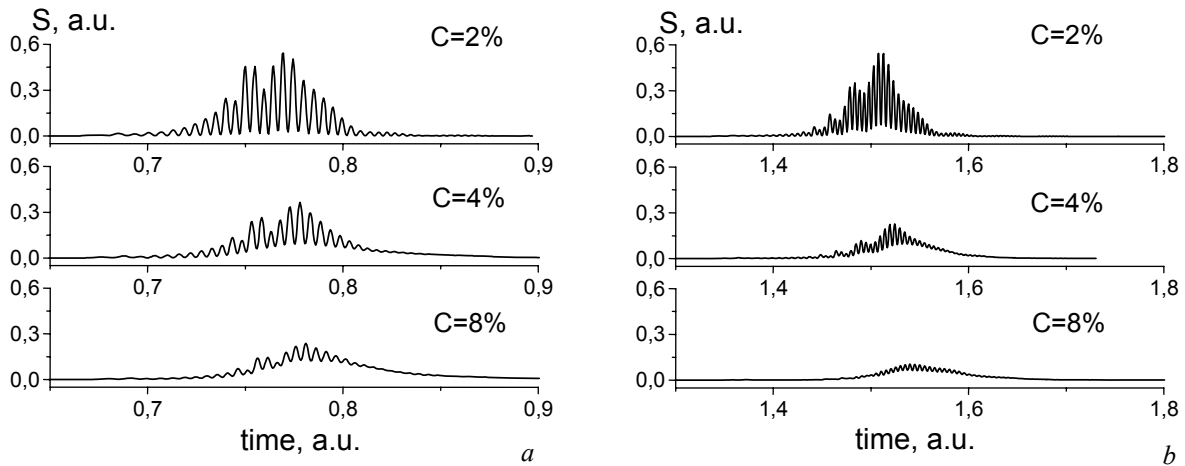 S, a.u.
C=2%
0,6
0,3
0,0
0,7 0,8 0,9
0,6
C=4%
0,3
0,0
0,7 0,8 0,9
0,6
C=8%
0,3
0,0
0,7 0,8 0,9
time, a.u.
a
S, a.u.
C=2%
0,6
0,3
0,0
1,4 1,6 1,8
0,6
C=4%
0,3
0,0
1,4 1,6 1,8
0,6
C=8%
0,3
0,0
1,4 1,6 1,8
time, a.u.
b